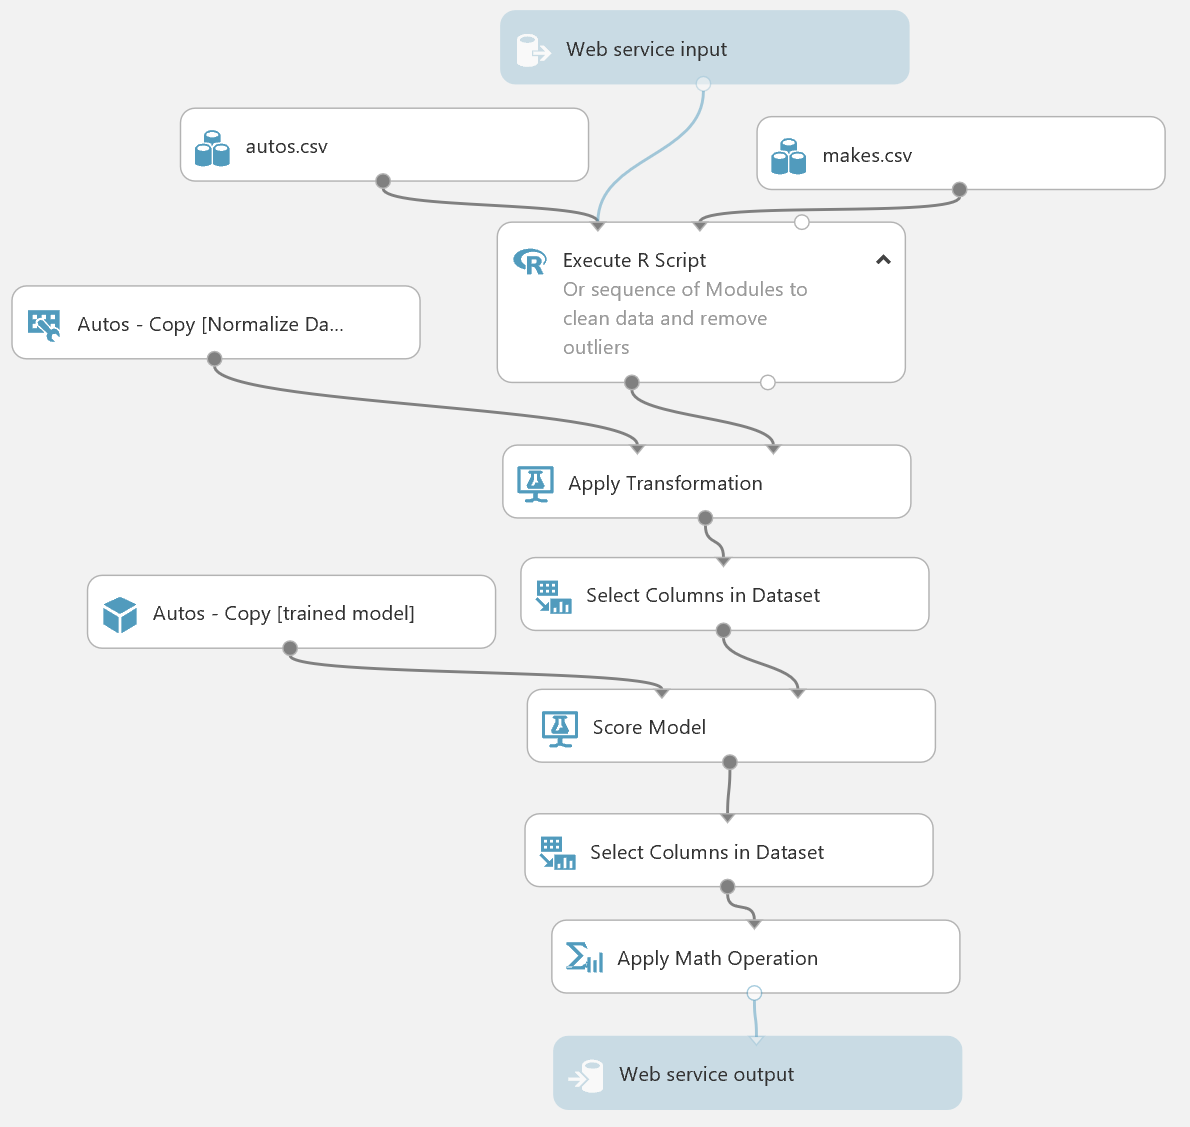 Web service input
autos.csv
makes.csv
Execute R Script
Or sequence of Modules to
clean data and remove
outliers
Autos - Copy [Normalize Da...
Apply Transformation
Select Columns in Dataset
Autos - Copy [trained model]
Score Model
Select Columns in Dataset
Apply Math Operation
Web service output